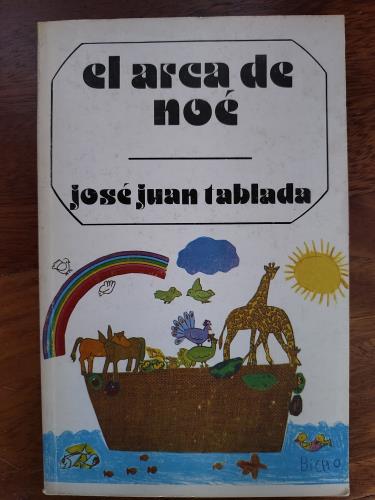 el arca de
noé
josé juan tablada
Bicho